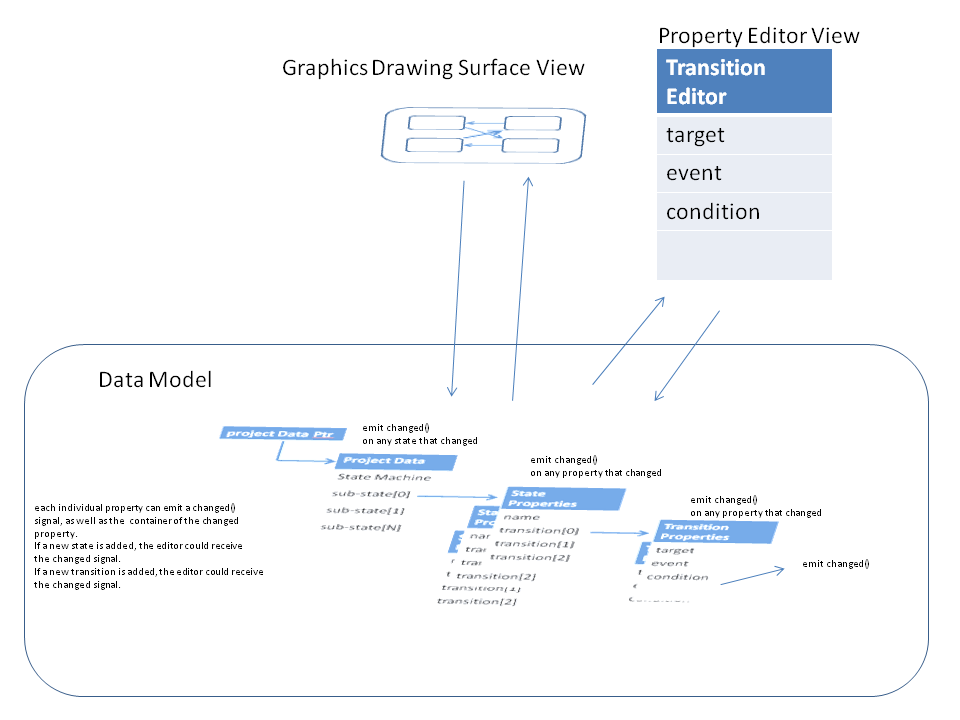 Property Editor View
Graphics Drawing Surface View
Transition
Editor
target
event
condition
Data Model
project Data Ptr
emit changed()
on any state that changed
Project Data
State Machine
sub-state[0]
sub-state[1]
sub-state[N]
emit changed()
on any property that changed
State
Properties
name
transition[0]
transition[1]
transition[2]
transition[2]
transition[1]
transition[2]
emit changed()
on any property that changed
Transition
Properties
target
event
condition
emit changed()
each individual property can emit a changed()
signal, as well as the container of the changed
property.
If a new state is added, the editor could receive
the changed signal.
If a new transition is added, the editor could receive
the changed signal.